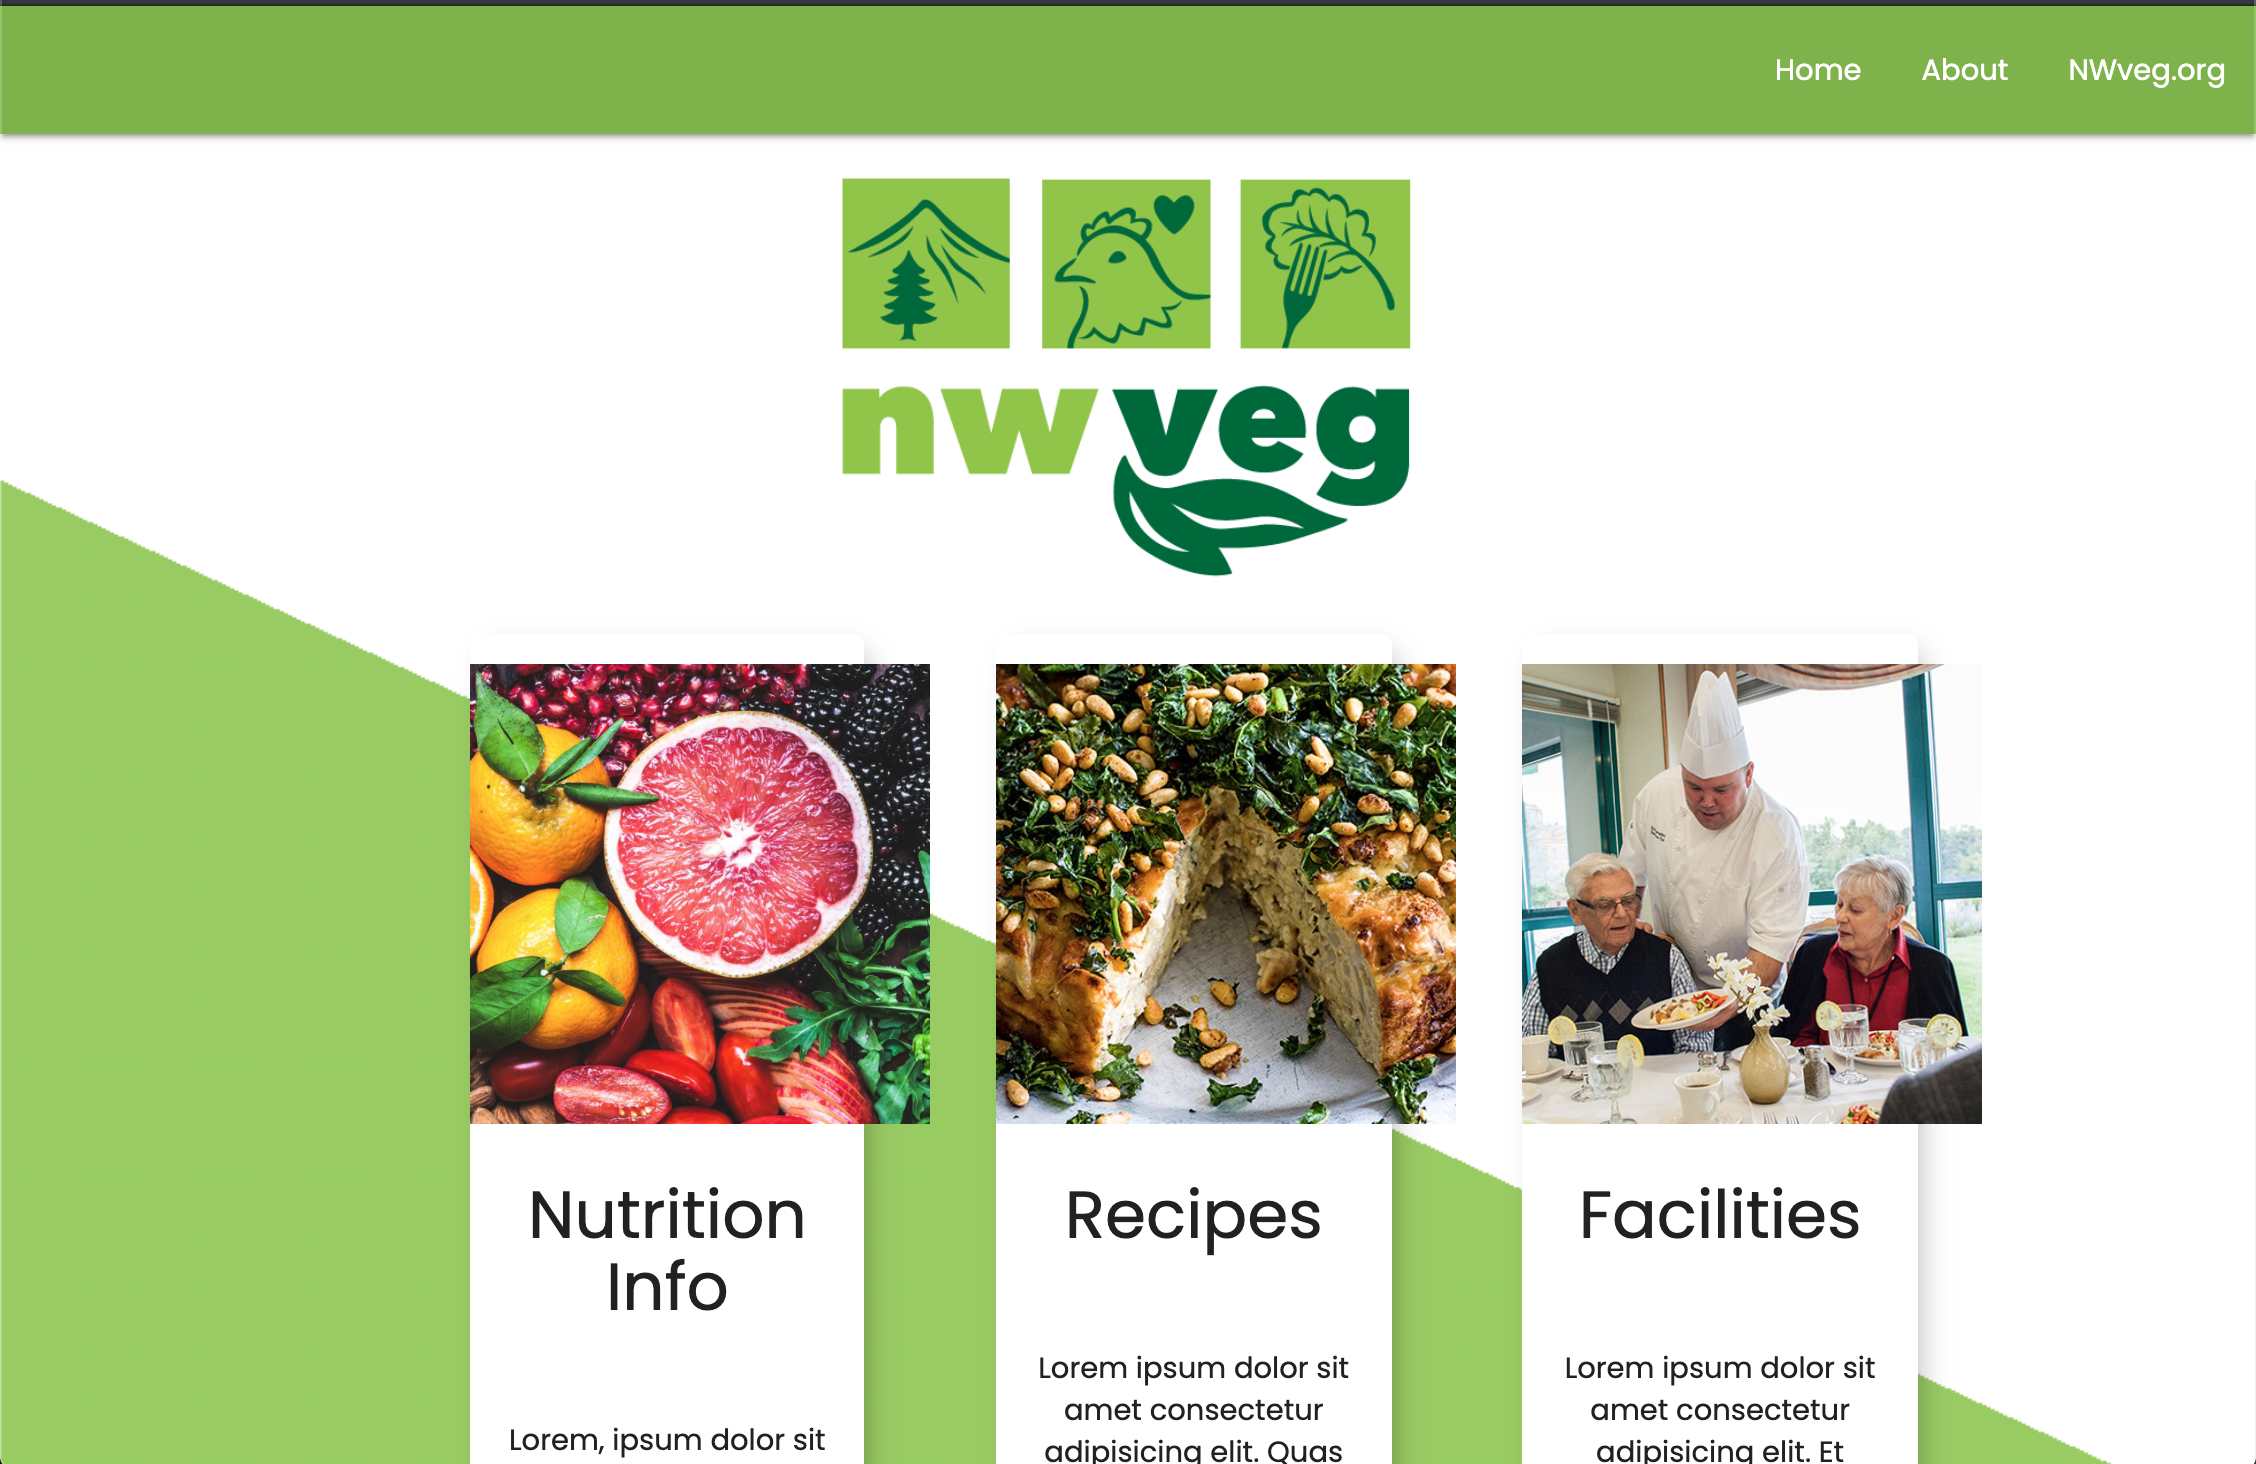 Home About NWveg.org
nwveg
Nutrition
Info
Lorem, ipsum dolor sit
Recipes
Lorem ipsum dolor sit
amet consectetur
adipisicing elit. Quas
Facilities
Lorem ipsum dolor sit
amet consectetur
adipisicing elit. Et